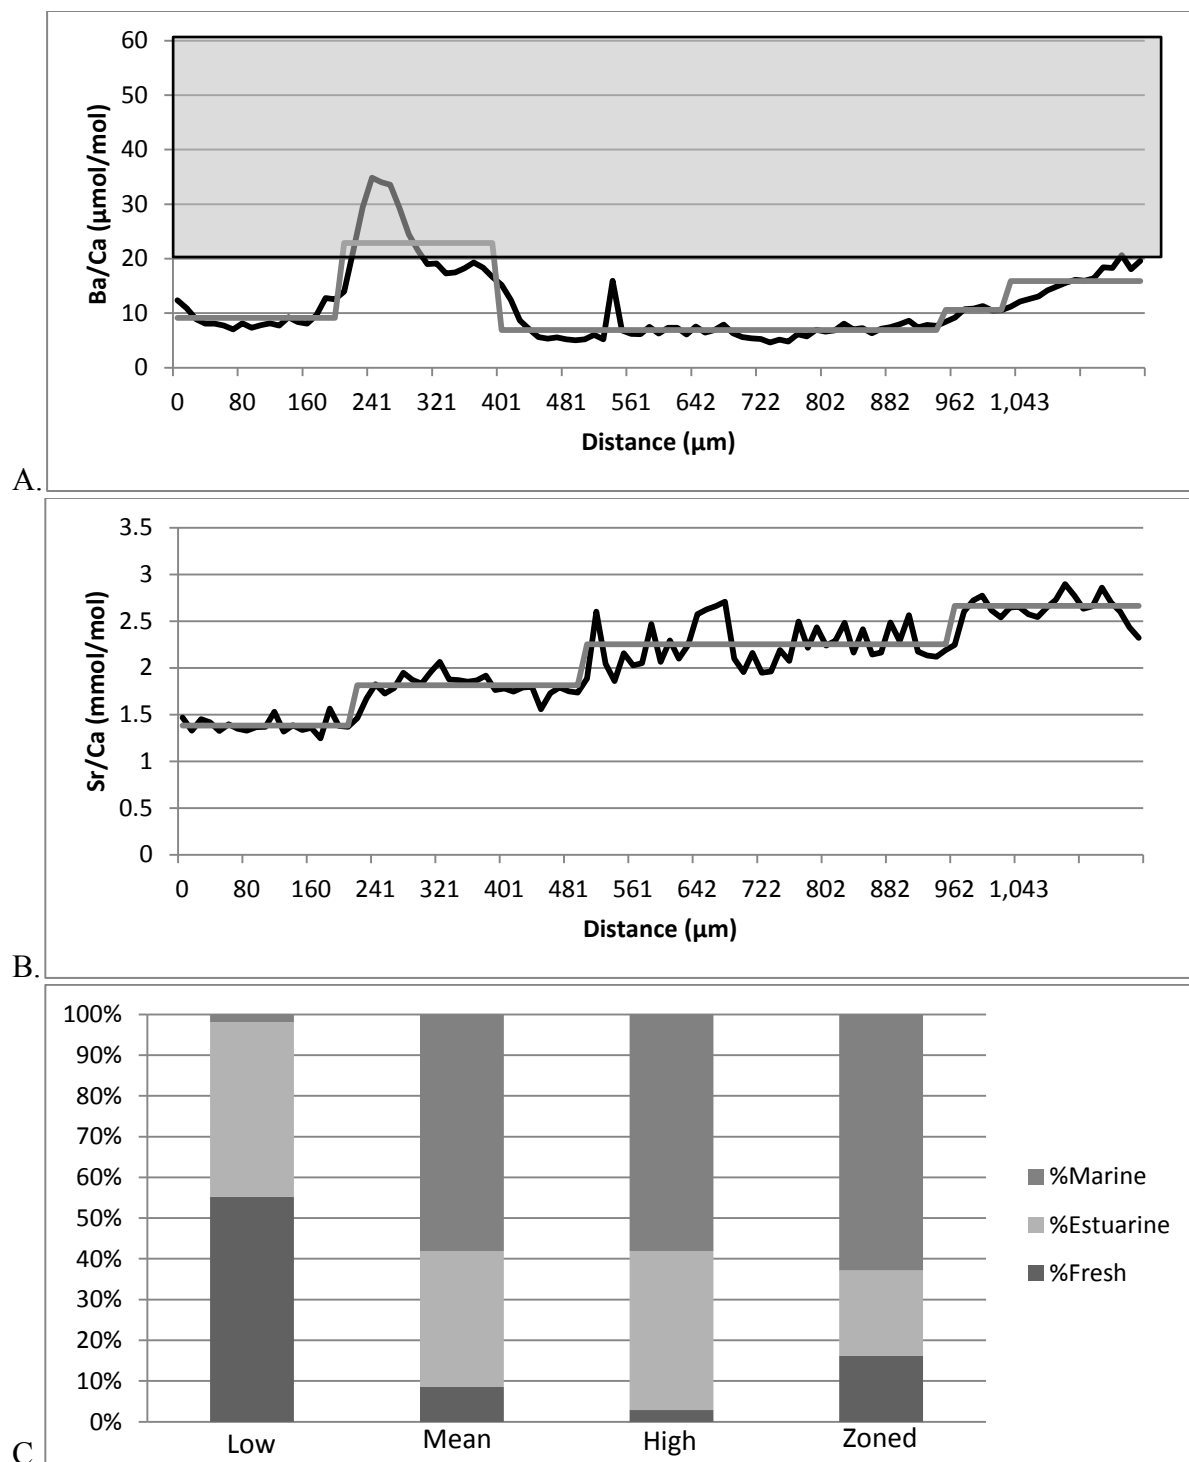 60
50
40
30
20
10
0
Ba/Ca (µmol/mol)
0 80 160 241 321 401 481 561 642 722 802 882 962 1,043
Distance (µm)
A.
3.5
3
2.5
2
1.5
1
0.5
0
Sr/Ca (mmol/mol)
0 80 160 241 321 401 481 561 642 722 802 882 962 1,043
Distance (µm)
B.
100%
90%
80%
70%
60%
50%
40%
30%
20%
10%
0%
Low Mean High Zoned
%Marine
%Estuarine
%Fresh
C